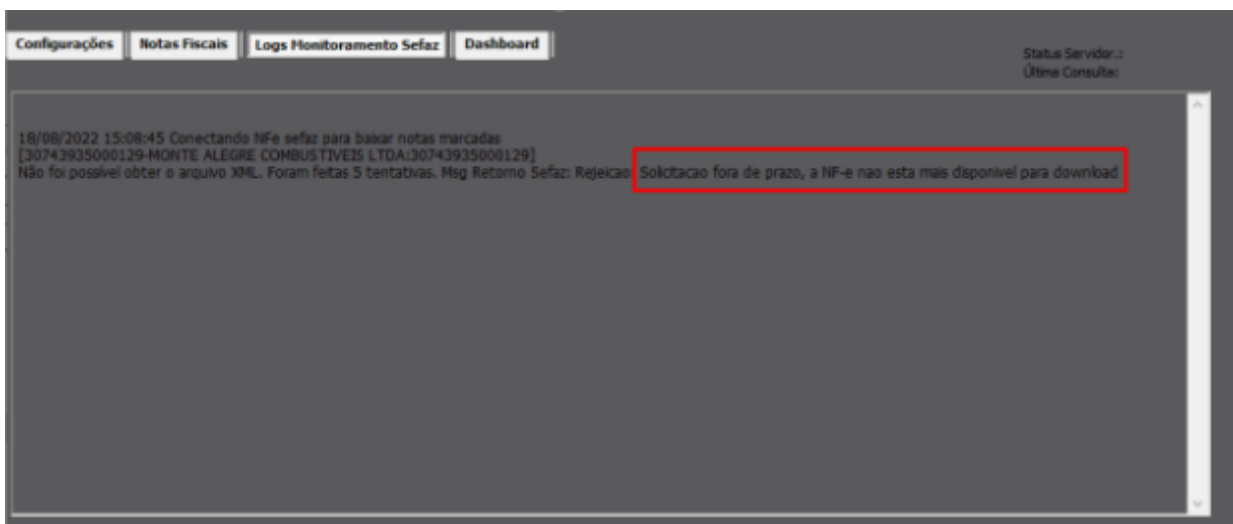 Configurações Notas Fiscais Logs Monitoramento Sefaz Dashboard
Status Servidor..:
Última Consulta:
18/08/2022 15:08:45 Conectando NFe sefaz para baixar notas marcadas
[30743935000129-MONTE ALEGRE COMBUSTIVEIS LTDA:30743935000129]
Não foi possível obter o arquivo XML. Foram feitas 5 tentativas. Msg Retorno Sefaz: Rejeicao: Solicitacao fora de prazo, a NF-e nao esta mais disponivel para download